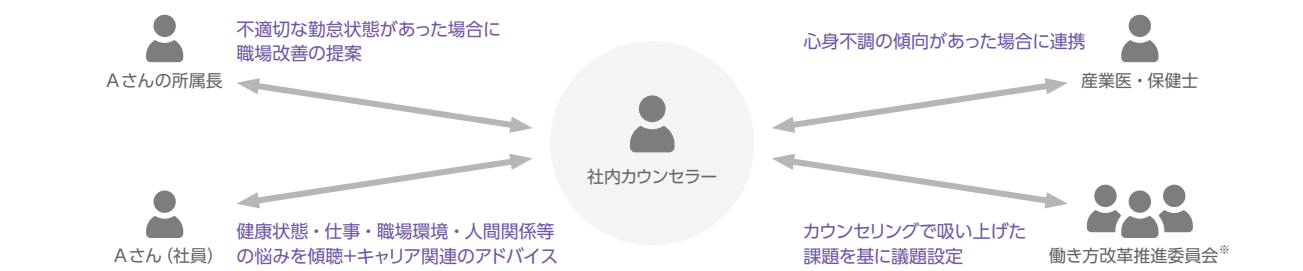 不適切な勤怠状態があった場合に
職場改善の提案
Aさんの所属長
心身不調の傾向があった場合に連携
産業医・保健士
社内カウンセラー
健康状態・仕事・職場環境・人間関係等
の悩みを傾聴+キャリア関連のアドバイス
Aさん（社員）
カウンセリングで吸い上げた
課題を基に議題設定
働き方改革推進委員会※